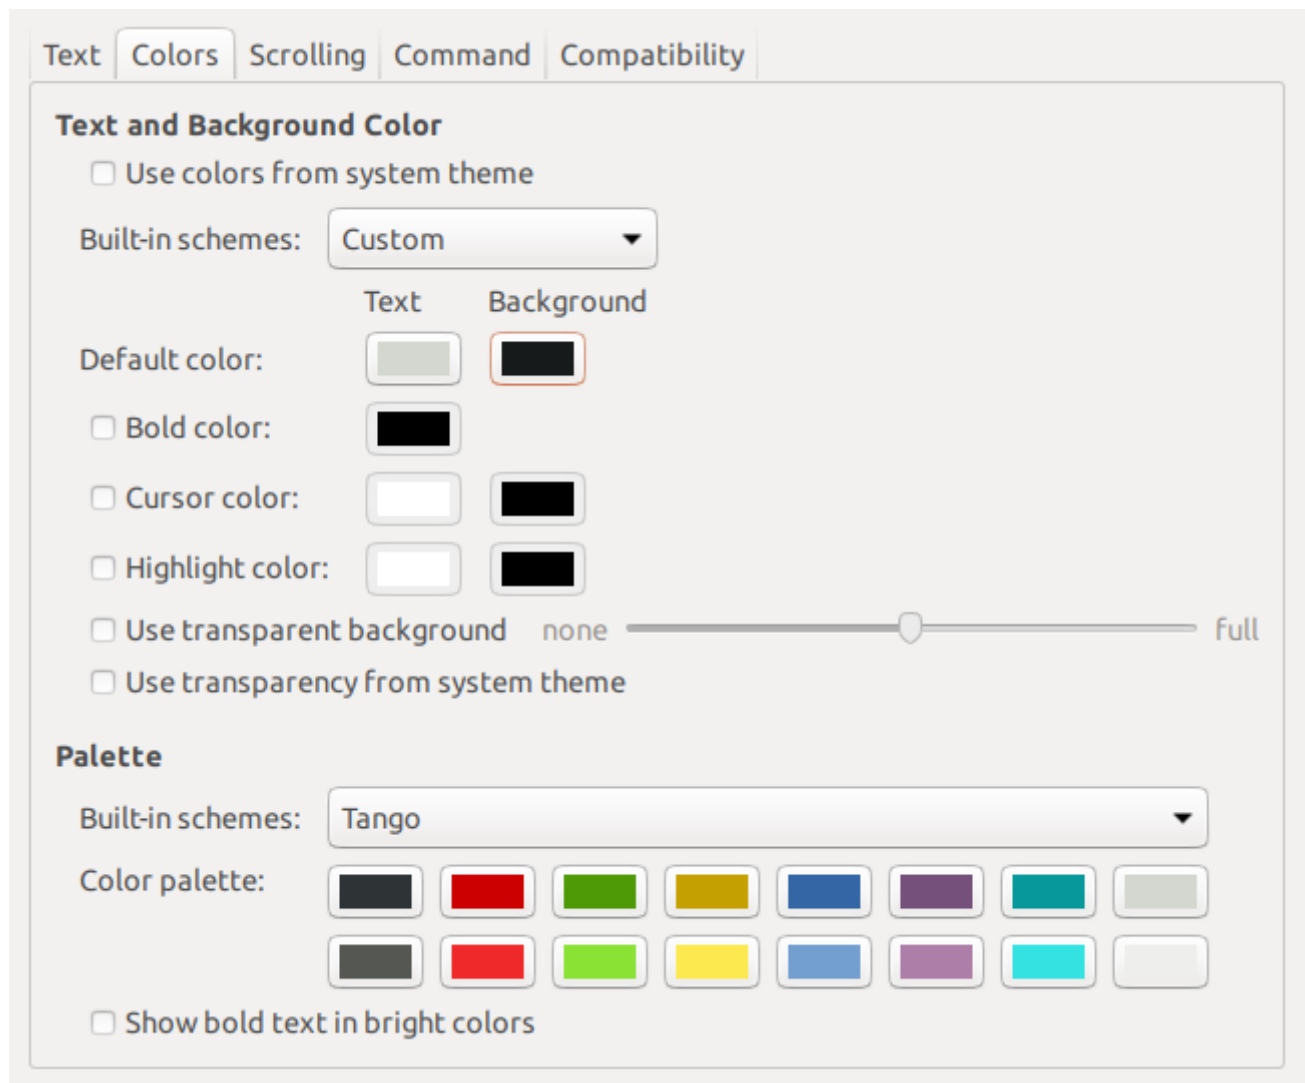 Text Colors Scrolling Command Compatibility
Text and Background Color
Use colors from system theme
Built-in schemes: Custom
Text Background
Default color:
Bold color:
Cursor color:
Highlight color:
Use transparent background none full
Use transparency from system theme
Palette
Built-in schemes: Tango
Color palette:
Show bold text in bright colors